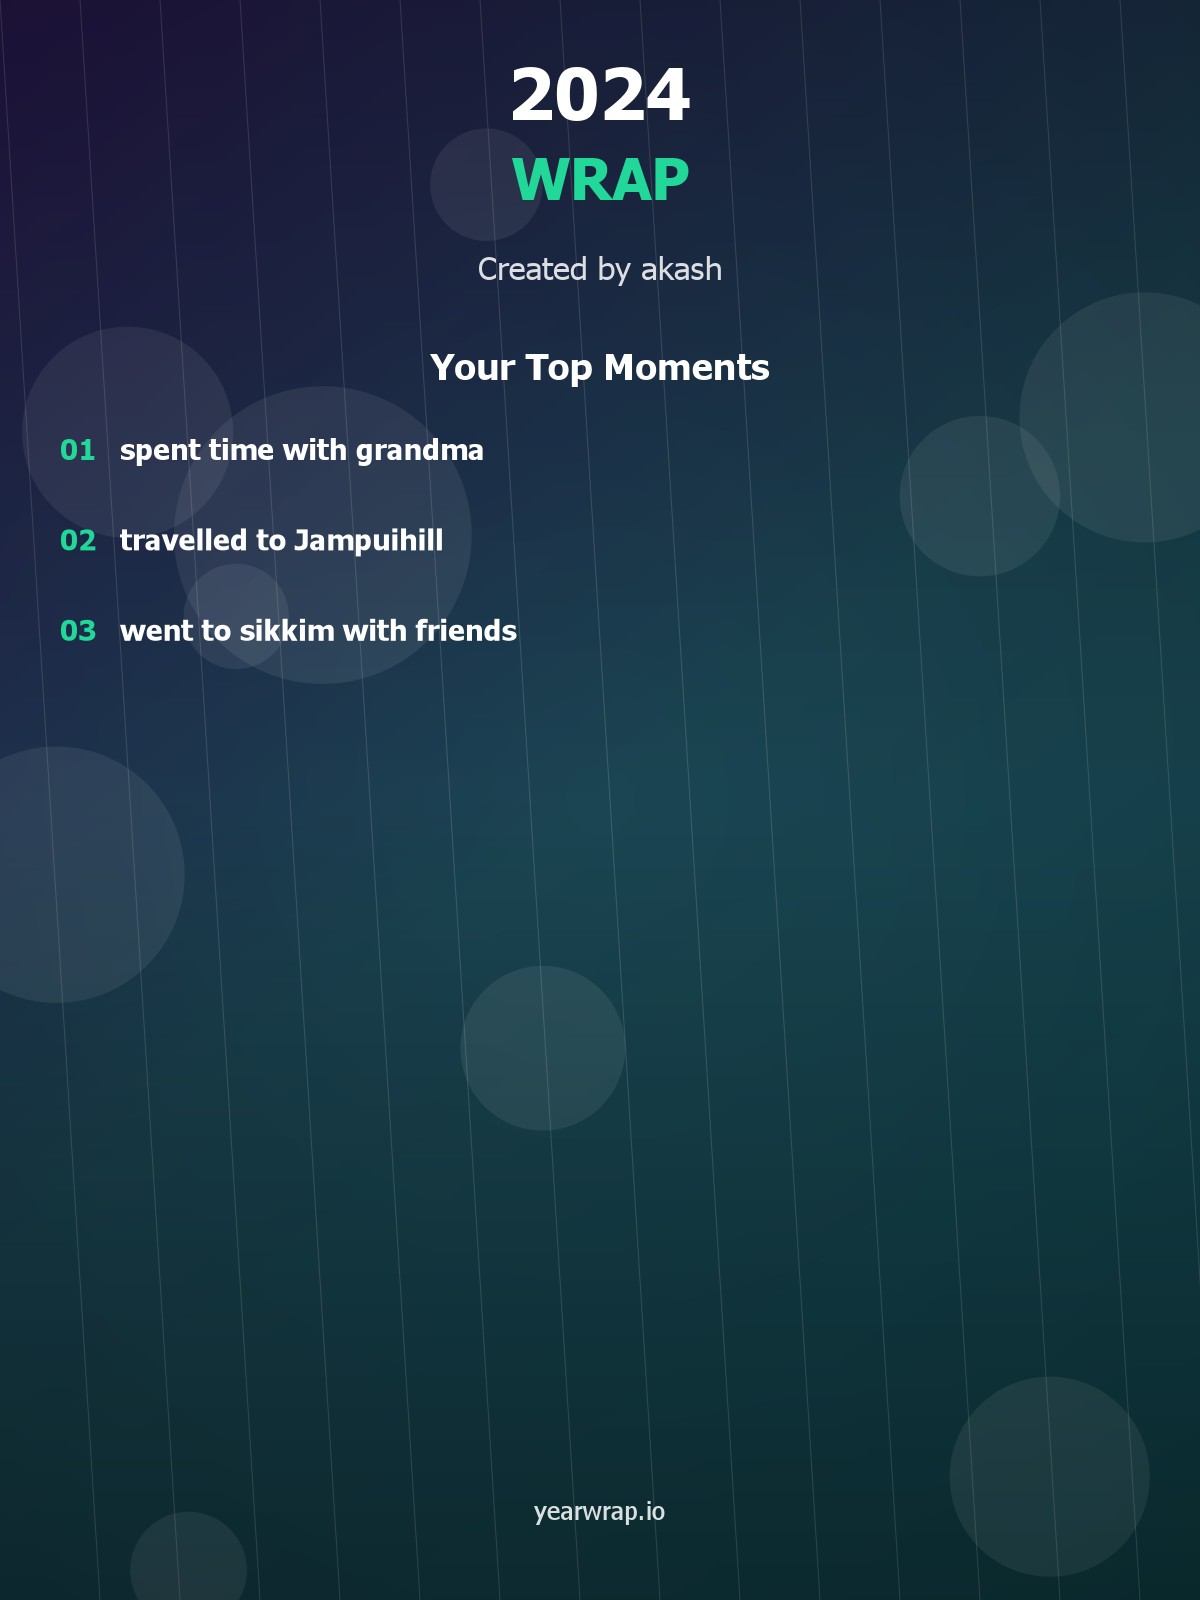 2024
WRAP
Created by akash
Your Top Moments
01 spent time with grandma
02 travelled to Jampuihill
03 went to sikkim with friends
yearwrap.io